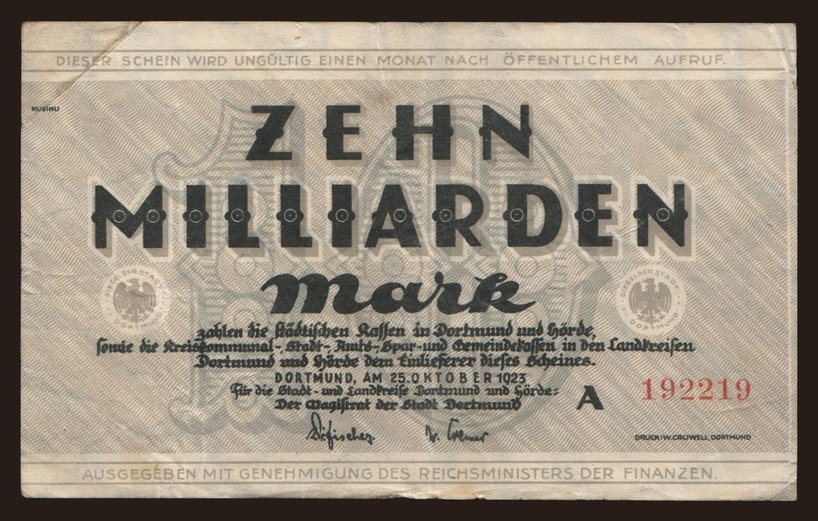 DIESER SCHEIN WIRD UNGÜLTIG EINEN MONAT NACH ÖFFENTLICHEM AUFRUF.
ZEHN
MILLIARDEN
Mark
zahlen die städtischen Kassen in Dortmund und Hörde,
sowie die Kreiskommunal-, Stadt-, Amts-, Spar- und Gemeindekassen in den Landkreisen
Dortmund und Hörde dem Einlieferer dieses Scheines.
DORTMUND, AM 25. OKTOBER 1923
Für die Stadt- und Landkreise Dortmund und Hörde:
Der Magistrat der Stadt Dortmund
A 192219
DRUCK: W. CRÜWELL, DORTMUND
AUSGEGEBEN MIT GENEHMIGUNG DES REICHSMINISTERS DER FINANZEN.